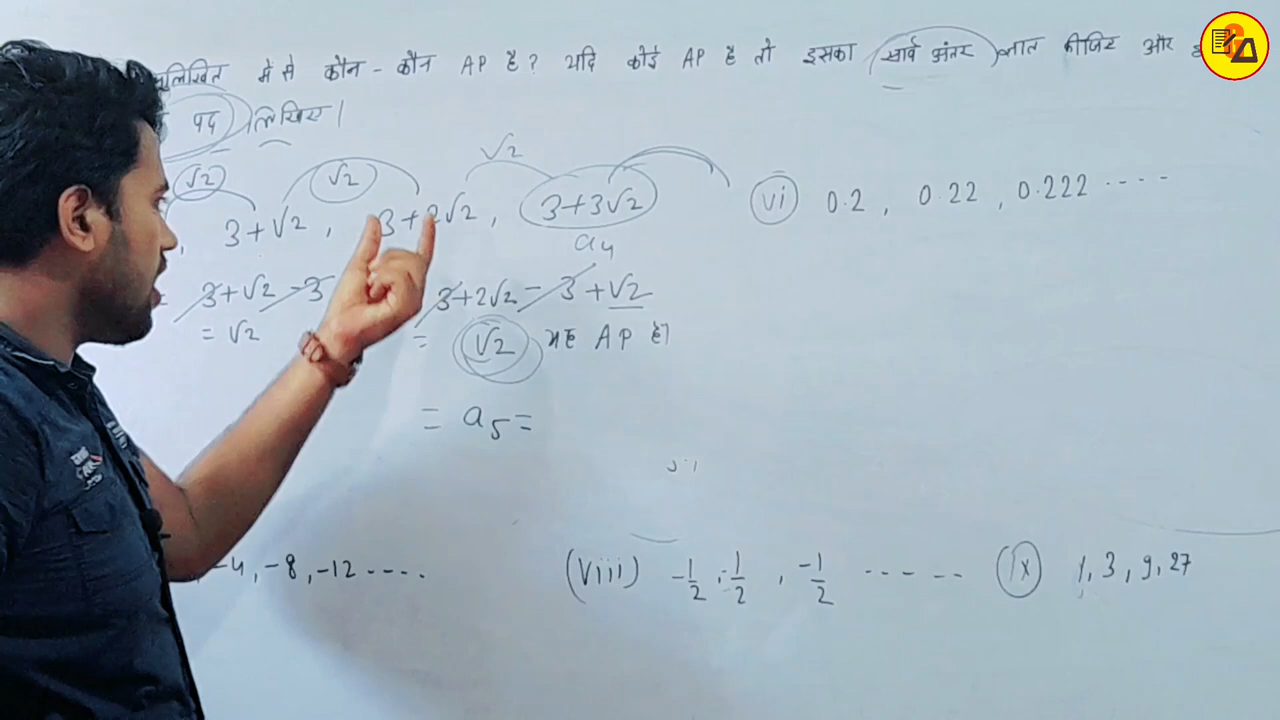 में से कौन - कौन AP है ? यदि कोई AP है तो इसका सार्व अंतर ज्ञात कीजिए और
पद लिखिए।
√2 √2 √2
, 3+√2 , 3+2√2 , 3+3√2
a4
3+√2 - 3
= √2
3+2√2 - 3+√2
= √2 यह AP है।
= a5 =
(vi) 0.2 , 0.22 , 0.222 ....
-4, -8, -12 ....
(viii) -1/2 , -1/2 , -1/2 .....
(ix) 1, 3, 9, 27